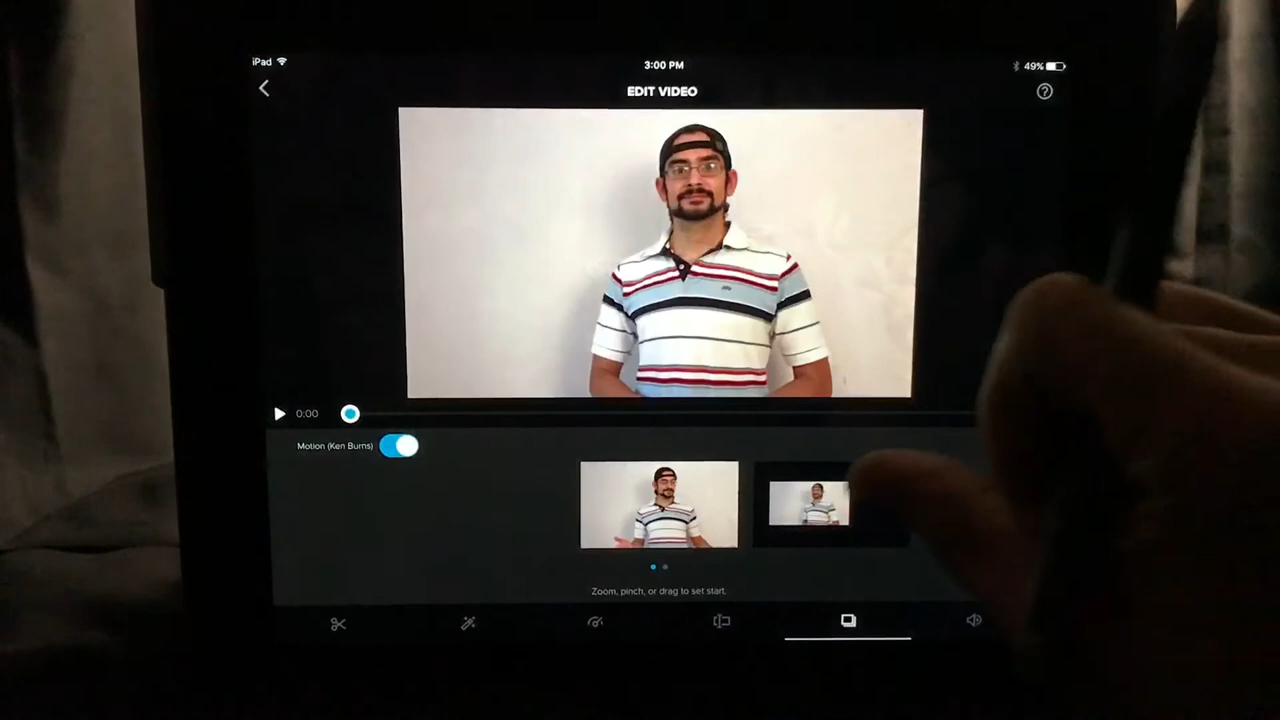 iPad
3:00 PM
49%
EDIT VIDEO
?
0:00
Motion (Ken Burns)
Zoom, pinch, or drag to set start.